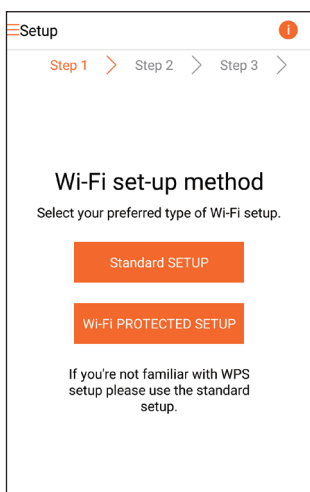 Setup
i
Step 1
Step 2
Step 3
Wi-Fi set-up method
Select your preferred type of Wi-Fi setup.
Standard SETUP
Wi-Fi PROTECTED SETUP
If you're not familiar with WPS
setup please use the standard
setup.